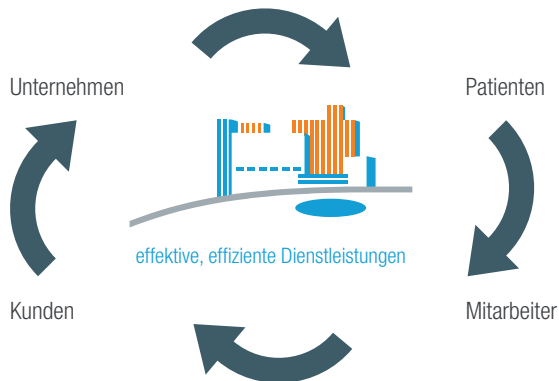 Unternehmen
Patienten
effektive, effiziente Dienstleistungen
Kunden
Mitarbeiter